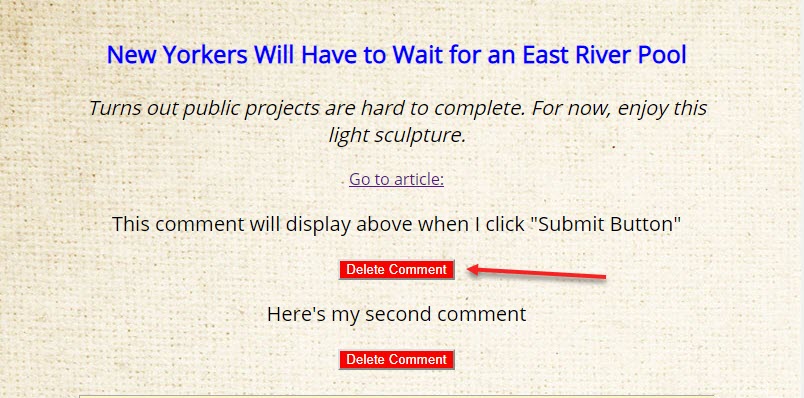 New Yorkers Will Have to Wait for an East River Pool
Turns out public projects are hard to complete. For now, enjoy this
light sculpture.
Go to article:
This comment will display above when I click "Submit Button"
Delete Comment
Here's my second comment
Delete Comment